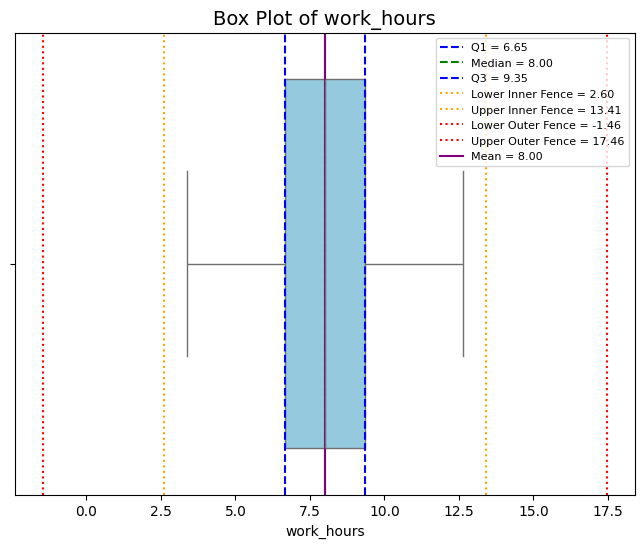 Box Plot of work_hours
Q1 = 6.65
Median = 8.00
Q3 = 9.35
Lower Inner Fence = 2.60
Upper Inner Fence = 13.41
Lower Outer Fence = -1.46
Upper Outer Fence = 17.46
Mean = 8.00
0.0 2.5 5.0 7.5 10.0 12.5 15.0 17.5
work_hours